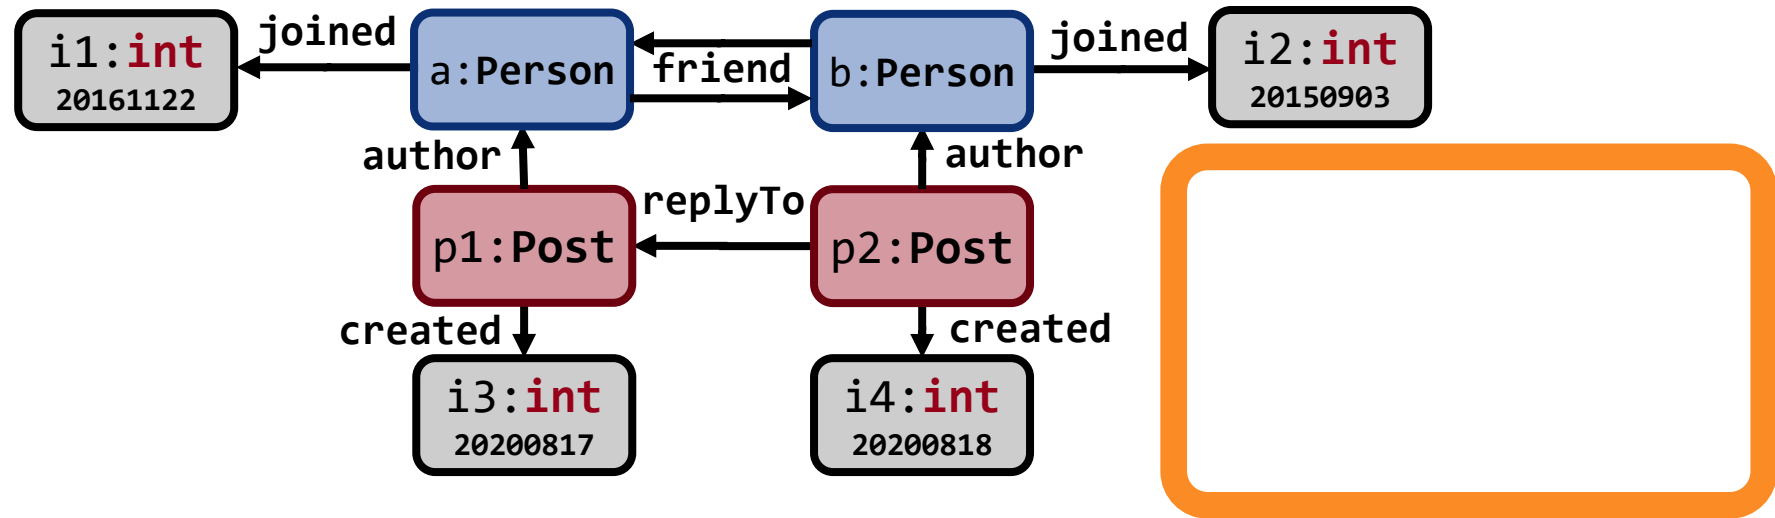 i1:int
20161122
joined
a:Person
friend
b:Person
joined
i2:int
20150903
author
author
p1:Post
replyTo
p2:Post
created
created
i3:int
20200817
i4:int
20200818